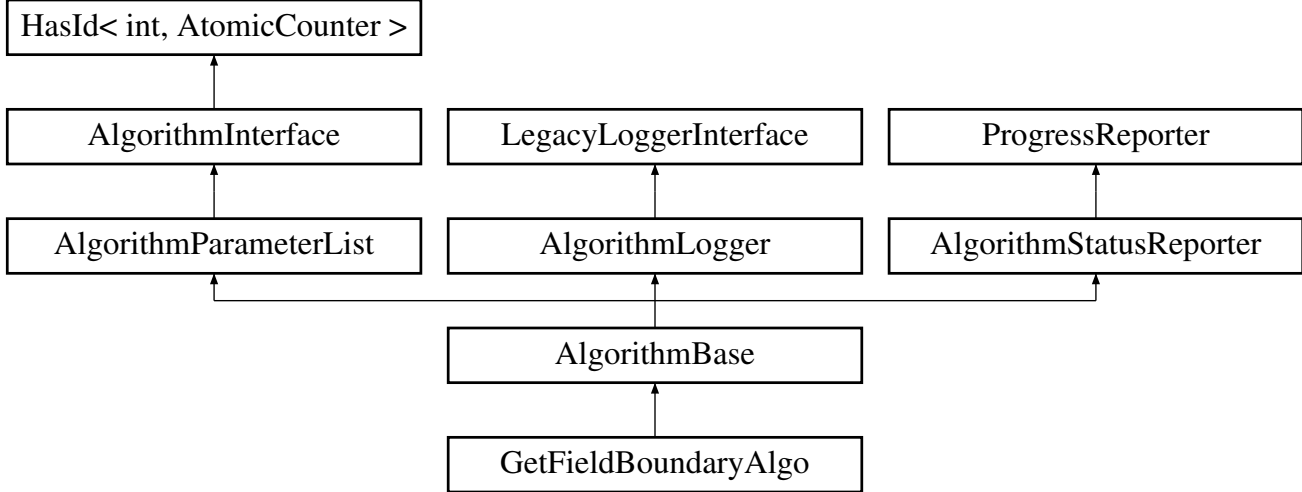 HasId< int, AtomicCounter >
AlgorithmInterface
LegacyLoggerInterface
ProgressReporter
AlgorithmParameterList
AlgorithmLogger
AlgorithmStatusReporter
AlgorithmBase
GetFieldBoundaryAlgo